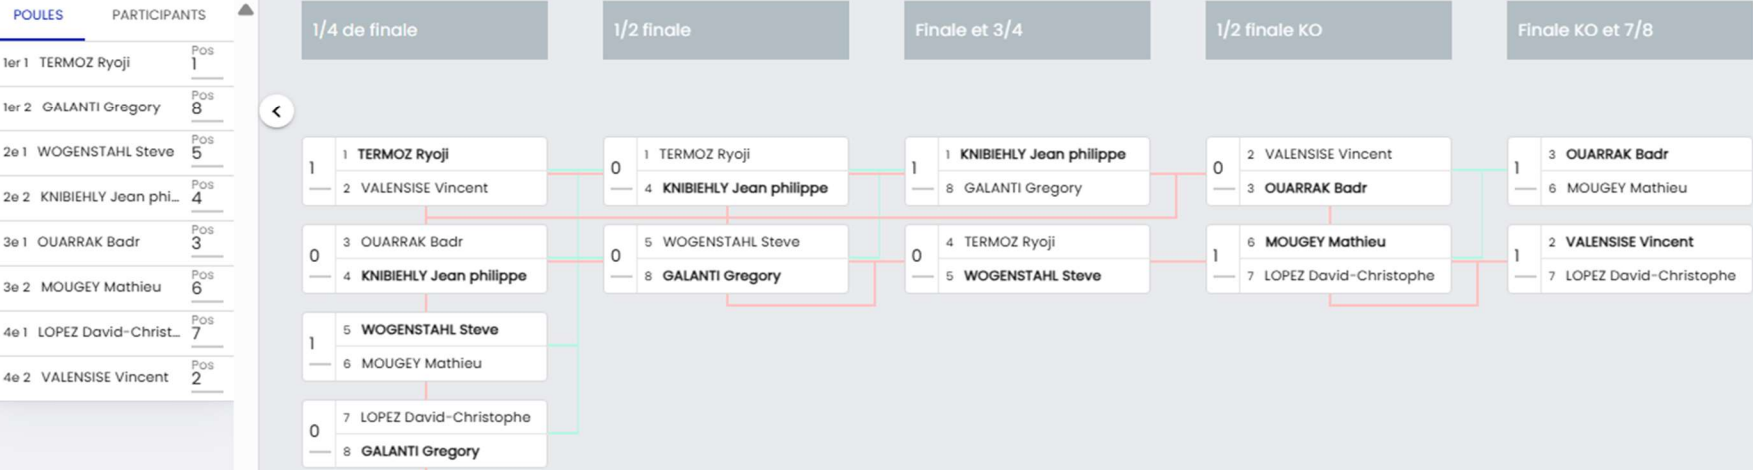 POULES PARTICIPANTS
1er 1 TERMOZ Ryoji Pos 1
1er 2 GALANTI Gregory Pos 8
2e 1 WOGENSTAHL Steve Pos 5
2e 2 KNIBIEHLY Jean phi... Pos 4
3e 1 OUARRAK Badr Pos 3
3e 2 MOUGEY Mathieu Pos 6
4e 1 LOPEZ David-Christ... Pos 7
4e 2 VALENSISE Vincent Pos 2
1/4 de finale
1
1 TERMOZ Ryoji
2 VALENSISE Vincent
0
3 OUARRAK Badr
4 KNIBIEHLY Jean philippe
1
5 WOGENSTAHL Steve
6 MOUGEY Mathieu
0
7 LOPEZ David-Christophe
8 GALANTI Gregory
1/2 finale
0
1 TERMOZ Ryoji
4 KNIBIEHLY Jean philippe
0
5 WOGENSTAHL Steve
8 GALANTI Gregory
Finale et 3/4
1
1 KNIBIEHLY Jean philippe
8 GALANTI Gregory
0
4 TERMOZ Ryoji
5 WOGENSTAHL Steve
1/2 finale KO
0
2 VALENSISE Vincent
3 OUARRAK Badr
1
6 MOUGEY Mathieu
7 LOPEZ David-Christophe
Finale KO et 7/8
1
3 OUARRAK Badr
6 MOUGEY Mathieu
1
2 VALENSISE Vincent
7 LOPEZ David-Christophe